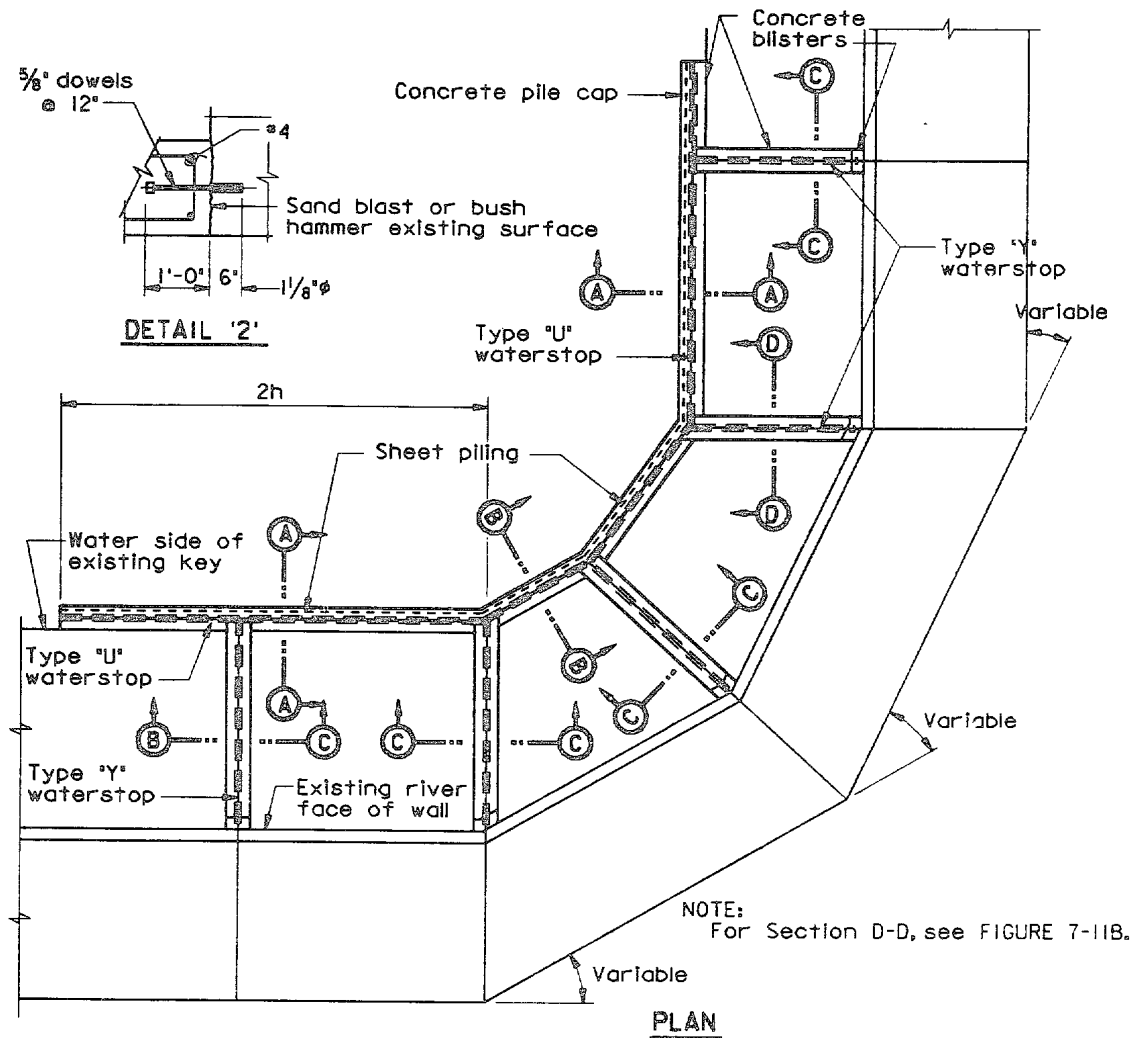 Concrete
blisters
5/8" dowels
@ 12"
Concrete pile cap
C
#4
Sand blast or bush
hammer existing surface
1'-0"
6"
1 1/8"ø
DETAIL '2'
C
Type "Y"
waterstop
A
A
Variable
Type "U"
waterstop
D
2h
Sheet piling
B
D
A
Water side of
existing key
C
Type "U"
waterstop
B
A
C
B
C
C
C
Variable
Type "Y"
waterstop
Existing river
face of wall
NOTE:
For Section D-D, see FIGURE 7-11B.
Variable
PLAN